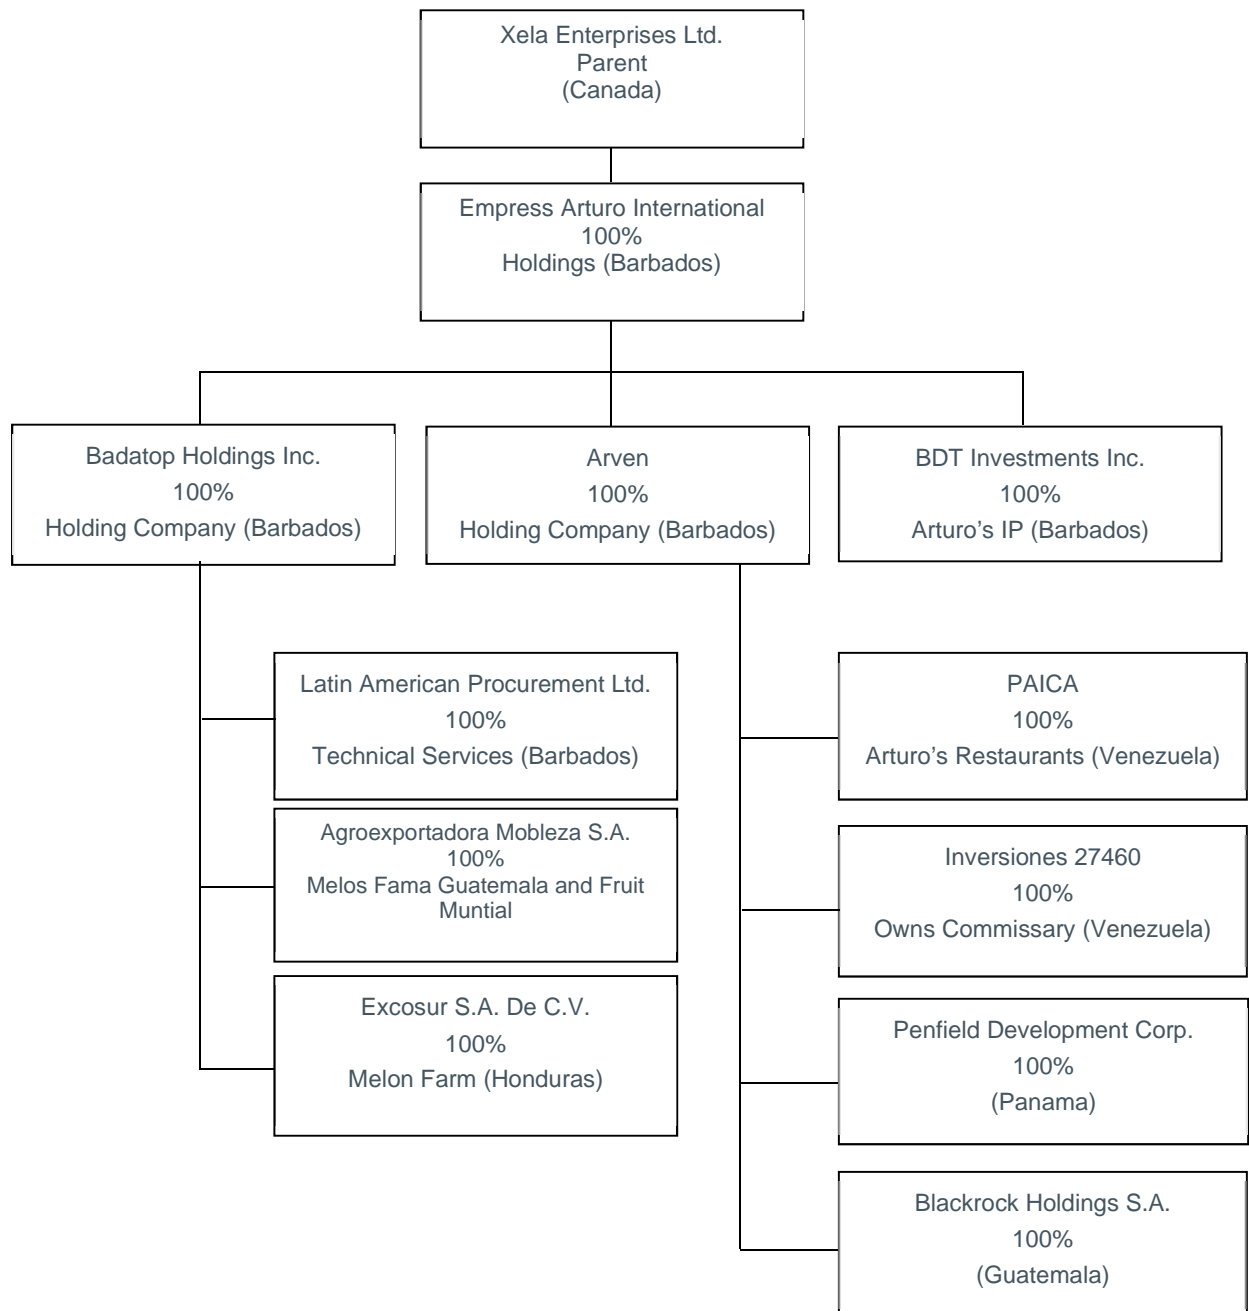 Xela Enterprises Ltd.
Parent
(Canada)
Empress Arturo International
100%
Holdings (Barbados)
Badatop Holdings Inc.
100%
Holding Company (Barbados)
Arven
100%
Holding Company (Barbados)
BDT Investments Inc.
100%
Arturo's IP (Barbados)
Latin American Procurement Ltd.
100%
Technical Services (Barbados)
Agroexportadora Mobleza S.A.
100%
Melos Fama Guatemala and Fruit
Muntial
Excosur S.A. De C.V.
100%
Melon Farm (Honduras)
PAICA
100%
Arturo's Restaurants (Venezuela)
Inversiones 27460
100%
Owns Commissary (Venezuela)
Penfield Development Corp.
100%
(Panama)
Blackrock Holdings S.A.
100%
(Guatemala)